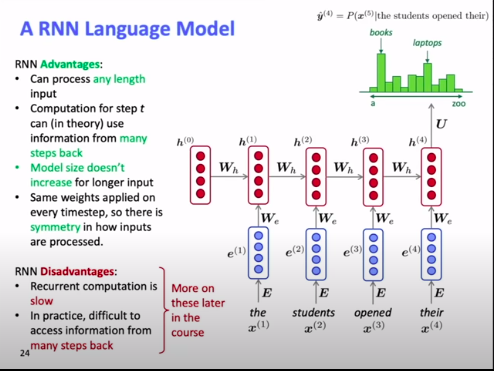 A RNN Language Model
ŷ⁽⁴⁾ = P(x⁽⁵⁾|the students opened their)
books
laptops
a zoo
RNN Advantages:
• Can process any length
input
• Computation for step t
can (in theory) use
information from many
steps back
• Model size doesn't
increase for longer input
• Same weights applied on
every timestep, so there is
symmetry in how inputs
are processed.
RNN Disadvantages:
• Recurrent computation is
slow
• In practice, difficult to
access information from
many steps back
More on
these later
in the
course
U
h⁽⁰⁾ h⁽¹⁾ h⁽²⁾ h⁽³⁾ h⁽⁴⁾
W_h W_h W_h W_h
W_e W_e W_e W_e
e⁽¹⁾ e⁽²⁾ e⁽³⁾ e⁽⁴⁾
E E E E
the students opened their
x⁽¹⁾ x⁽²⁾ x⁽³⁾ x⁽⁴⁾
24